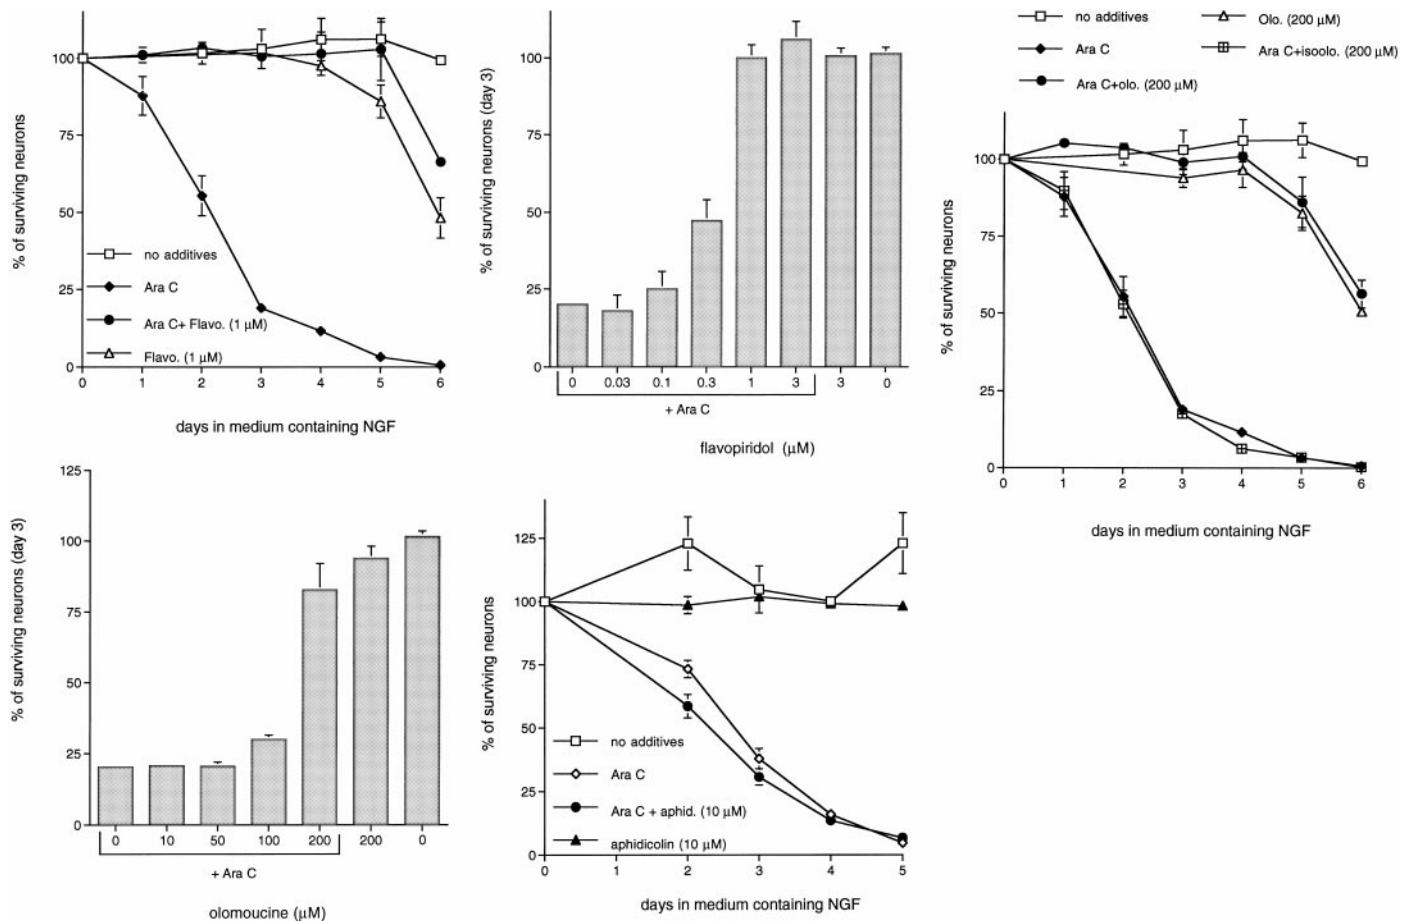 % of surviving neurons
100
75
50
25
0
no additives
Ara C
Ara C+ Flavo. (1 μM)
Flavo. (1 μM)
0 1 2 3 4 5 6
days in medium containing NGF
% of surviving neurons (day 3)
100
75
50
25
0
0 0.03 0.1 0.3 1 3 3 0
+ Ara C
flavopiridol (μM)
no additives
Olo. (200 μM)
Ara C
Ara C+isoolo. (200 μM)
Ara C+olo. (200 μM)
% of surviving neurons
100
75
50
25
0
0 1 2 3 4 5 6
days in medium containing NGF
% of surviving neurons (day 3)
125
100
75
50
25
0
0 10 50 100 200 200 0
+ Ara C
olomoucine (μM)
% of surviving neurons
125
100
75
50
25
0
no additives
Ara C
Ara C + aphid. (10 μM)
aphidicolin (10 μM)
0 1 2 3 4 5
days in medium containing NGF